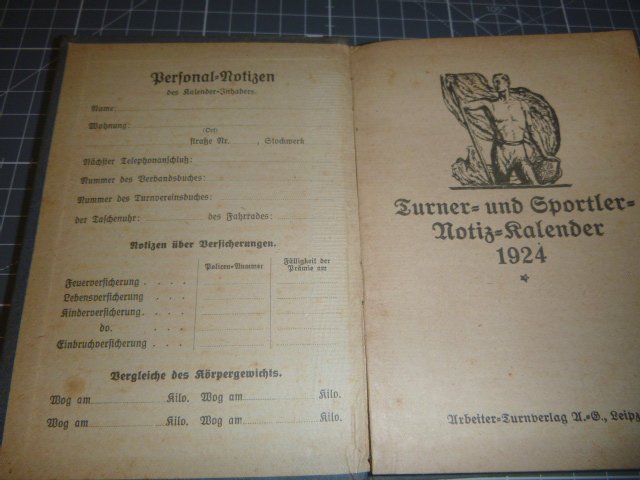 Personal-Notizen
des Kalender-Inhabers.
Name:
Wohnung:
(Ort)
straße Nr. , Stockwerk
Nächster Telephonanschluß:
Nummer des Verbandsbuches:
Nummer des Turnvereinsbuches:
der Taschenuhr: des Fahrrades:
Notizen über Versicherungen.
Policen-Nummer Fälligkeit der Prämie am
Feuerversicherung . . . .
Lebensversicherung . . . .
Kinderversicherung . . . .
do. . . . .
Einbruchversicherung . . .
Vergleiche des Körpergewichts.
Wog am Kilo. Wog am Kilo.
Wog am Kilo. Wog am Kilo.
Turner- und Sportler-
Notiz-Kalender
1924
*
Arbeiter-Turnverlag A.-G., Leipz